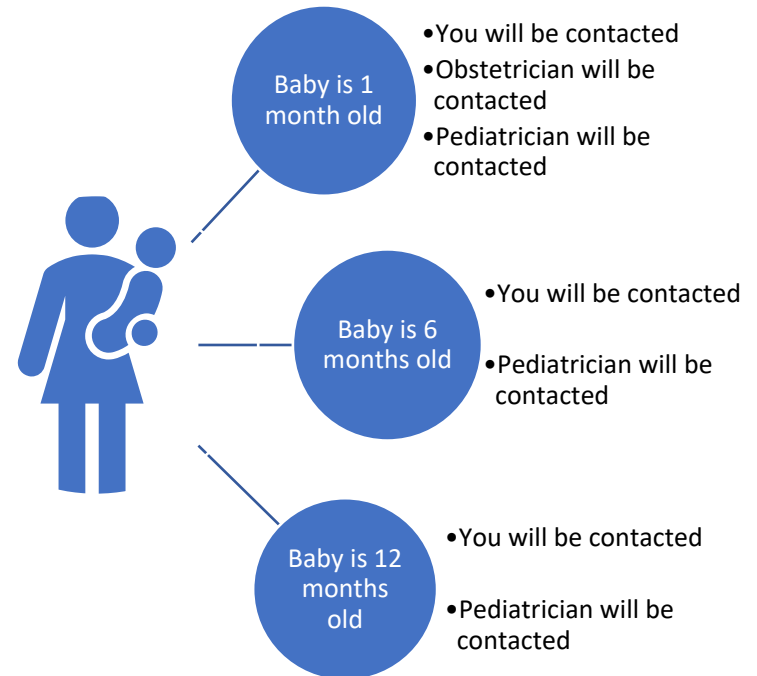 Baby is 1
month old
•You will be contacted
•Obstetrician will be
contacted
•Pediatrician will be
contacted
Baby is 6
months old
•You will be contacted
•Pediatrician will be
contacted
Baby is 12
months
old
•You will be contacted
•Pediatrician will be
contacted